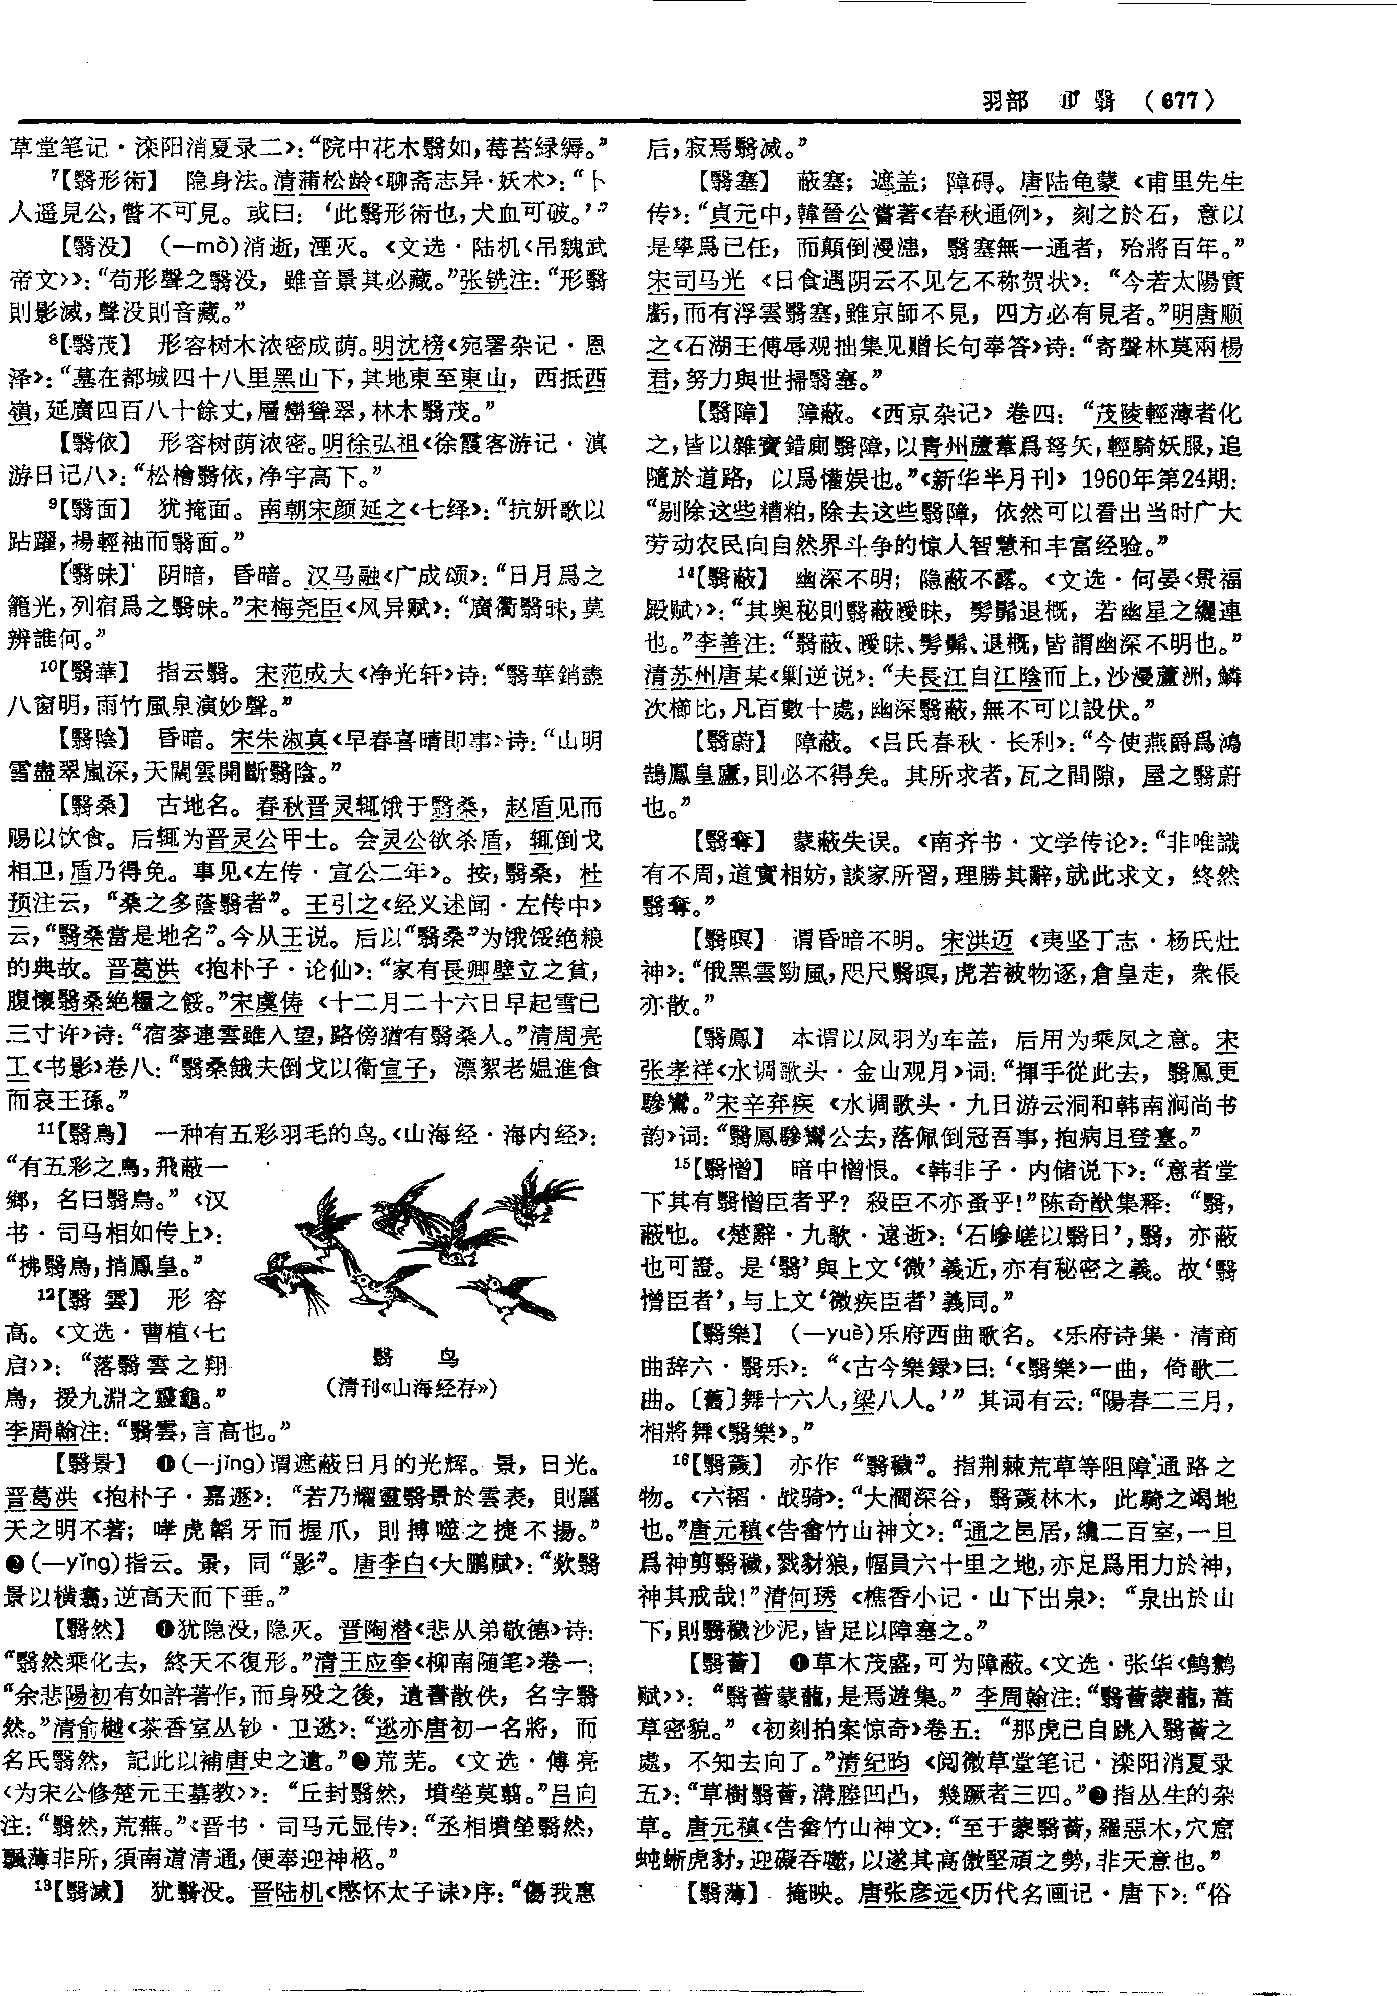 羽部 翳 (677)
草堂笔记·滦阳消夏录二》:“院中花木翳如,莓苔緑縟。”
7【翳形術】 隐身法。清蒲松龄《聊斋志异·妖术》:“卜
人遥見公,瞥不可見。或曰:‘此翳形術也,犬血可破。’”
【翳没】 (—mò)消逝,湮灭。《文选·陆机〈吊魏武
帝文〉》:“苟形聲之翳没,雖音景其必藏。”张铣注:“形翳
則影滅,聲没則音藏。”
8【翳茂】 形容树木浓密成荫。明沈榜《宛署杂记·恩
泽》:“墓在都城四十八里黑山下,其地東至東山,西抵西
嶺,延廣四百八十餘丈,層巒聳翠,林木翳茂。”
【翳依】 形容树荫浓密。明徐弘祖《徐霞客游记·滇
游日记八》:“松檜翳依,净宇高下。”
9【翳面】 犹掩面。南朝宋颜延之《七绎》:“抗妍歌以
跕躧,揚輕袖而翳面。”
【翳昧】 阴暗,昏暗。汉马融《广成颂》:“日月爲之
籠光,列宿爲之翳昧。”宋梅尧臣《风异赋》:“廣衢翳昧,莫
辨誰何。”
10【翳華】 指云翳。宋范成大《净光轩》诗:“翳華銷盡
八窗明,雨竹風泉演妙聲。”
【翳陰】 昏暗。宋朱淑真《早春喜晴即事》诗:“山明
雪盡翠嵐深,天闊雲開斷翳陰。”
【翳桑】 古地名。春秋晋灵辄饿于翳桑,赵盾见而
赐以饮食。后辄为晋灵公甲士。会灵公欲杀盾,辄倒戈
相卫,盾乃得免。事见《左传·宣公二年》。按,翳桑,杜
预注云,“桑之多蔭翳者”。王引之《经义述闻·左传中》
云,“翳桑當是地名”。今从王说。后以“翳桑”为饿馁绝粮
的典故。晋葛洪《抱朴子·论仙》:“家有長卿壁立之貧,
腹懷翳桑絶糧之餒。”宋虞俦《十二月二十六日早起雪已
三寸许》诗:“宿麥連雲雖入望,路傍猶有翳桑人。”清周亮
工《书影》卷八:“翳桑餓夫倒戈以衛宣子,漂絮老媪進食
而哀王孫。”
11【翳鳥】 一种有五彩羽毛的鸟。《山海经·海内经》:
“有五彩之鳥,飛蔽一
鄉,名曰翳鳥。”《汉
书·司马相如传上》:
“拂翳鳥,捎鳳皇。”
12【翳雲】 形容
高。《文选·曹植〈七
启〉》:“落翳雲之翔
鳥,援九淵之靈龜。”
李周翰注:“翳雲,言高也。”
翳 鸟
(清刊《山海经存》)
【翳景】 ❶(—jǐng)谓遮蔽日月的光辉。景,日光。
晋葛洪《抱朴子·嘉遯》:“若乃耀靈翳景於雲表,則麗
天之明不著;哮虎韜牙而握爪,則搏噬之捷不揚。”
❷(—yǐng)指云。景,同“影”。唐李白《大鹏赋》:“欻翳
景以横翥,逆高天而下垂。”
【翳然】 ❶犹隐没,隐灭。晋陶潜《悲从弟敬德》诗:
“翳然乘化去,終天不復形。”清王应奎《柳南随笔》卷一:
“余悲陽初有如許著作,而身殁之後,遺書散佚,名字翳
然。”清俞樾《茶香室丛钞·卫逖》:“逖亦唐初一名將,而
名氏翳然,記此以補唐史之遺。”❷荒芜。《文选·傅亮
〈为宋公修楚元王墓教〉》:“丘封翳然,墳塋莫翦。”吕向
注:“翳然,荒蕪。”《晋书·司马元显传》:“丞相墳塋翳然,
飄薄非所,須南道清通,便奉迎神柩。”
13【翳滅】 犹翳没。晋陆机《愍怀太子诔》序:“傷我惠
后,寂焉翳滅。”
【翳塞】 蔽塞;遮盖;障碍。唐陆龟蒙《甫里先生
传》:“貞元中,韓晉公嘗著《春秋通例》,刻之於石,意以
是學爲己任,而顛倒漫漶,翳塞無一通者,殆將百年。”
宋司马光《日食遇阴云不见乞不称贺状》:“今若太陽實
虧,而有浮雲翳塞,雖京師不見,四方必有見者。”明唐顺
之《石湖王傅辱观拙集见赠长句奉答》诗:“寄聲林莫兩楊
君,努力與世掃翳塞。”
【翳障】 障蔽。《西京杂记》卷四:“茂陵輕薄者化
之,皆以雜寶錯廁翳障,以青州蘆葦爲弩矢,輕騎妖服,追
隨於道路,以爲懽娱也。”《新华半月刊》1960年第24期:
“剔除这些糟粕,除去这些翳障,依然可以看出当时广大
劳动农民向自然界斗争的惊人智慧和丰富经验。”
14【翳蔽】 幽深不明;隐蔽不露。《文选·何晏〈景福
殿赋〉》:“其奥秘則翳蔽曖昧,髣髴退概,若幽星之纚連
也。”李善注:“翳蔽、曖昧、髣髴、退概,皆謂幽深不明也。”
清苏州唐某《剿逆说》:“夫長江自江陰而上,沙漫蘆洲,鱗
次櫛比,凡百數十處,幽深翳蔽,無不可以設伏。”
【翳蔚】 障蔽。《吕氏春秋·长利》:“今使燕爵爲鴻
鵠鳳皇慮,則必不得矣。其所求者,瓦之間隙,屋之翳蔚
也。”
【翳奪】 蒙蔽失误。《南齐书·文学传论》:“非唯識
有不周,道實相妨,談家所習,理勝其辭,就此求文,終然
翳奪。”
【翳暝】 谓昏暗不明。宋洪迈《夷坚丁志·杨氏灶
神》:“俄黑雲勁風,咫尺翳暝,虎若被物逐,倉皇走,衆倀
亦散。”
【翳鳳】 本谓以凤羽为车盖,后用为乘凤之意。宋
张孝祥《水调歌头·金山观月》词:“揮手從此去,翳鳳更
驂鸞。”宋辛弃疾《水调歌头·九日游云洞和韩南涧尚书
韵》词:“翳鳳驂鸞公去,落佩倒冠吾事,抱病且登臺。”
15【翳憎】 暗中憎恨。《韩非子·内储说下》:“意者堂
下其有翳憎臣者乎?殺臣不亦蚤乎!”陈奇猷集释:“翳,
蔽也。《楚辭·九歌·遠逝》:‘石嵾嵯以翳日’,翳,亦蔽
也可證。是‘翳’與上文‘微’義近,亦有秘密之義。故‘翳
憎臣者’,与上文‘微疾臣者’義同。”
【翳樂】 (—yuè)乐府西曲歌名。《乐府诗集·清商
曲辞六·翳乐》:“《古今樂録》曰:‘《翳樂》一曲,倚歌二
曲。〔舊〕舞十六人,梁八人。’”其词有云:“陽春二三月,
相將舞《翳樂》。”
16【翳薉】 亦作“翳穢”。指荆棘荒草等阻障通路之
物。《六韬·战骑》:“大澗深谷,翳薉林木,此騎之竭地
也。”唐元稹《告畬竹山神文》:“通之邑居,纔二百室,一旦
爲神剪翳穢,戮豺狼,幅員六十里之地,亦足爲用力於神,
神其戒哉!”清何琇《樵香小记·山下出泉》:“泉出於山
下,則翳穢沙泥,皆足以障塞之。”
【翳薈】 ❶草木茂盛,可为障蔽。《文选·张华〈鹪鹩
赋〉》:“翳薈蒙蘢,是焉遊集。”李周翰注:“翳薈蒙蘢,蒿
草密貌。”《初刻拍案惊奇》卷五:“那虎已自跳入翳薈之
處,不知去向了。”清纪昀《阅微草堂笔记·滦阳消夏录
五》:“草樹翳薈,溝塍凹凸,幾蹶者三四。”❷指丛生的杂
草。唐元稹《告畬竹山神文》:“至于蒙翳薈,羅惡木,穴窟
蚖蜥虎豺,迎礙吞噬,以遂其高傲堅頑之勢,非天意也。”
【翳薄】 掩映。唐张彦远《历代名画记·唐下》:“俗